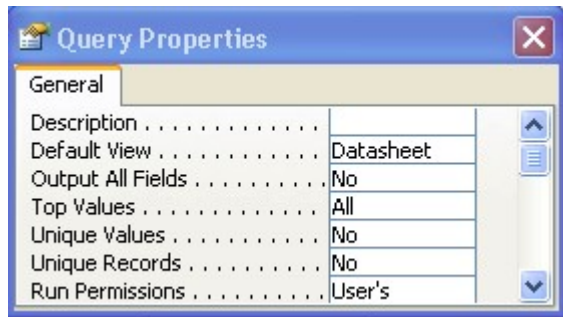 Query Properties
General
Description . . . . . . . . . . . . . .
Default View . . . . . . . . . . . . . Datasheet
Output All Fields . . . . . . . . . No
Top Values . . . . . . . . . . . . . . All
Unique Values . . . . . . . . . . . No
Unique Records . . . . . . . . . . No
Run Permissions . . . . . . . . . . User's